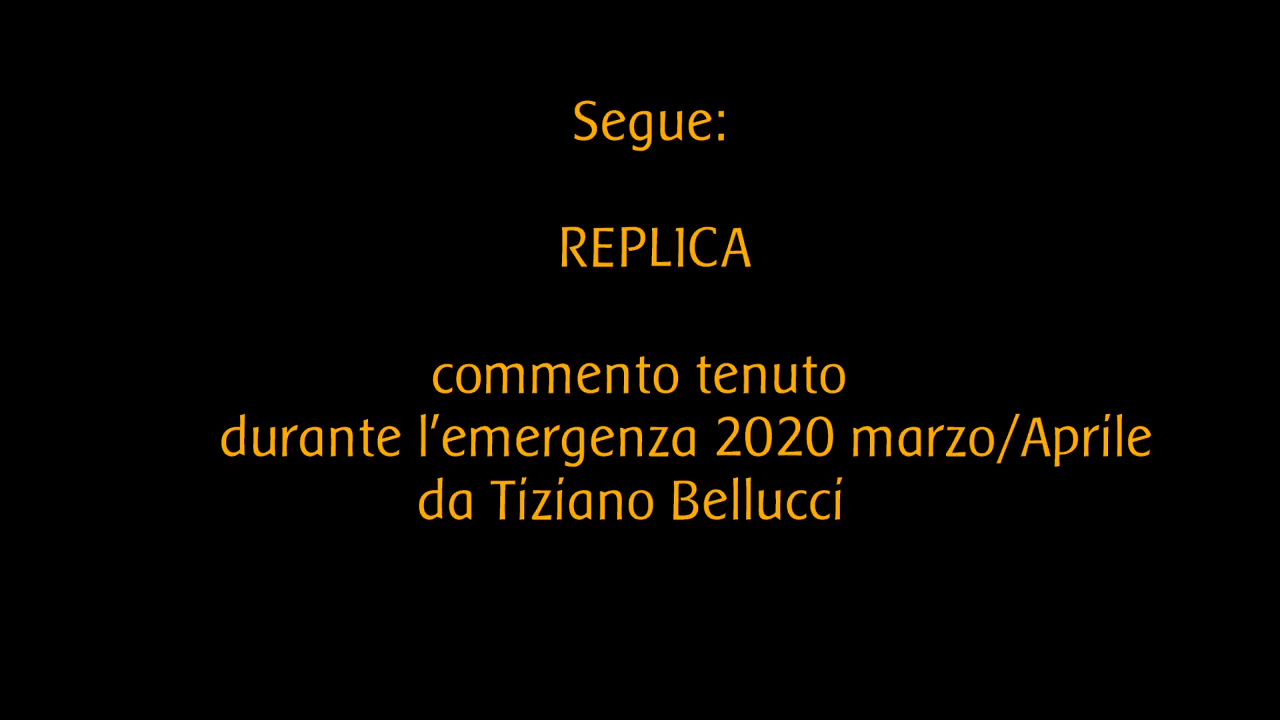 Segue:
REPLICA
commento tenuto
durante l'emergenza 2020 marzo/Aprile
da Tiziano Bellucci